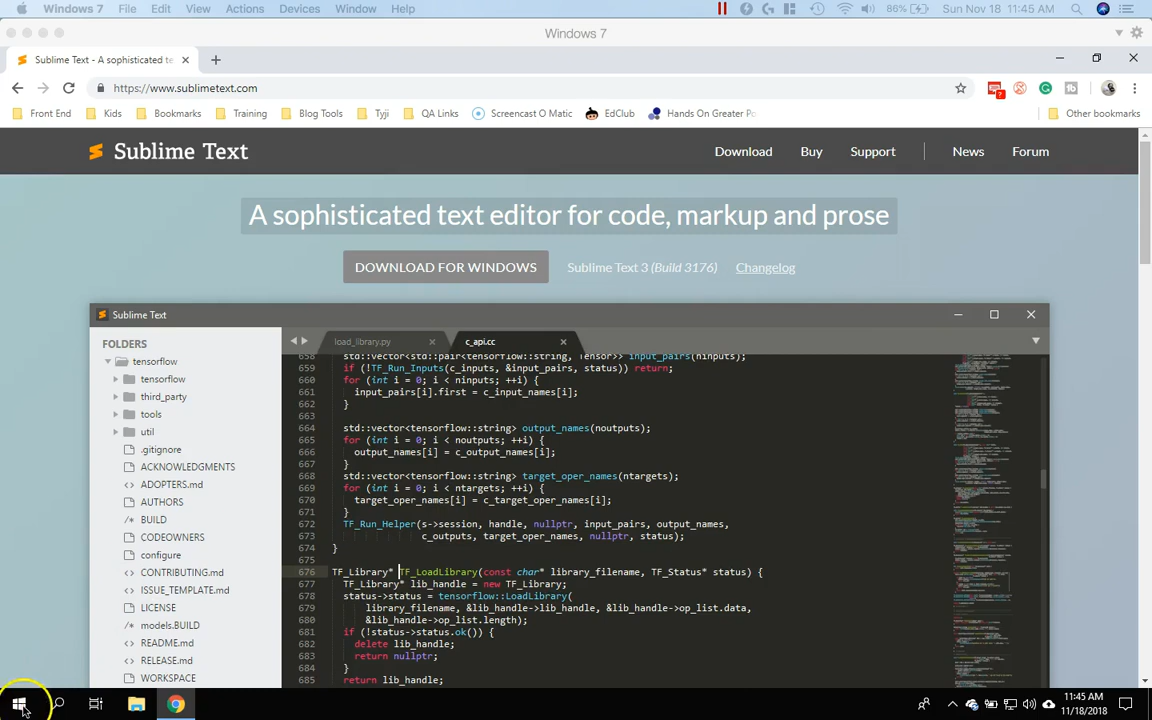 Windows 7 File Edit View Actions Devices Window Help 86% Sun Nov 18 11:45 AM
Windows 7
Sublime Text - A sophisticated te
https://www.sublimetext.com
Front End Kids Bookmarks Training Blog Tools Tyji QA Links Screencast O Matic EdClub Hands On Greater Po Other bookmarks
Sublime Text Download Buy Support News Forum
A sophisticated text editor for code, markup and prose
DOWNLOAD FOR WINDOWS Sublime Text 3 (Build 3176) Changelog
Sublime Text
FOLDERS
tensorflow
tensorflow
third_party
tools
util
.gitignore
ACKNOWLEDGMENTS
ADOPTERS.md
AUTHORS
BUILD
CODEOWNERS
configure
CONTRIBUTING.md
ISSUE_TEMPLATE.md
LICENSE
models.BUILD
README.md
RELEASE.md
WORKSPACE
load_library.py c_api.cc
658 std::vector<std::pair<tensorflow::string, Tensor>> input_pairs(ninputs);
659 if (!TF_Run_Inputs(c_inputs, &input_pairs, status)) return;
660 for (int i = 0; i < ninputs; ++i) {
661 input_pairs[i].first = c_input_names[i];
662 }
663
664 std::vector<tensorflow::string> output_names(noutputs);
665 for (int i = 0; i < noutputs; ++i) {
666 output_names[i] = c_output_names[i];
667 }
668 std::vector<tensorflow::string> target_oper_names(ntargets);
669 for (int i = 0; i < ntargets; ++i) {
670 target_oper_names[i] = c_target_oper_names[i];
671 }
672 TF_Run_Helper(s->session, handle, nullptr, input_pairs, output_names,
673 c_outputs, target_oper_names, nullptr, status);
674 }
675
676 TF_Library* TF_LoadLibrary(const char* library_filename, TF_Status* status) {
677 TF_Library* lib_handle = new TF_Library;
678 status->status = tensorflow::LoadLibrary(
679 library_filename, &lib_handle->lib_handle, &lib_handle->op_list.data,
680 &lib_handle->op_list.length);
681 if (!status->status.ok()) {
682 delete lib_handle;
683 return nullptr;
684 }
685 return lib_handle;
11:45 AM
11/18/2018